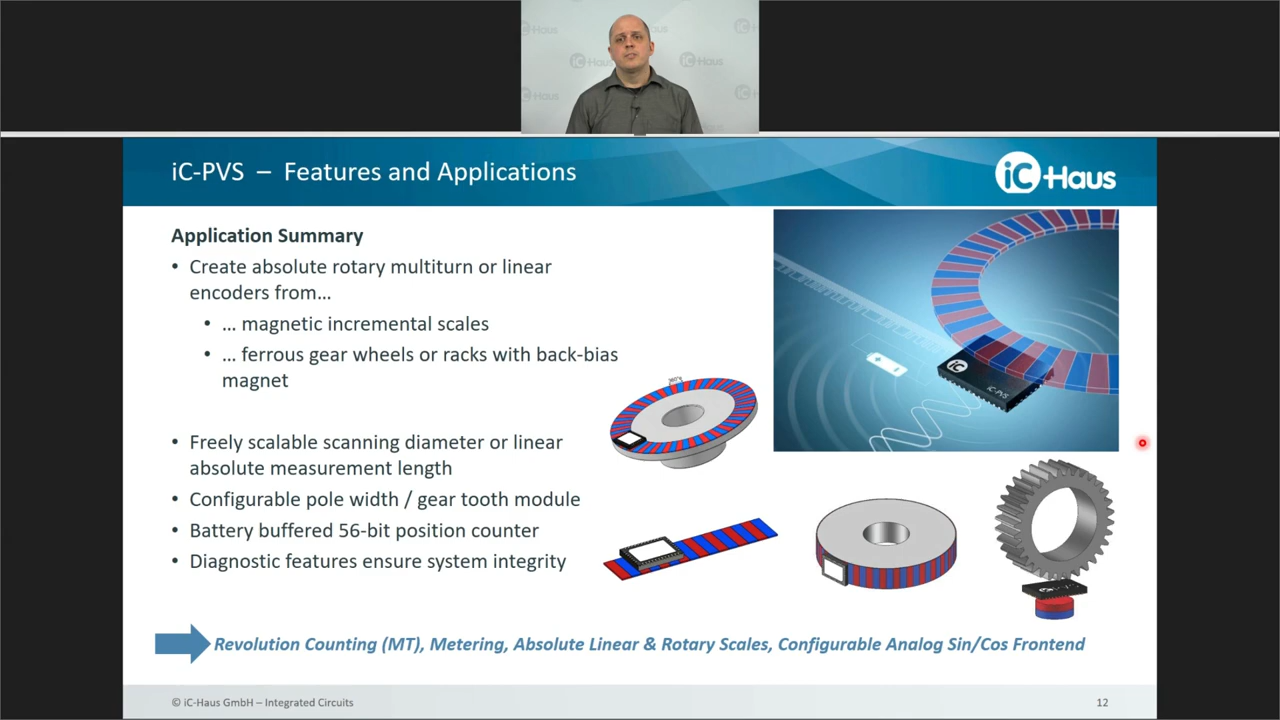 iC-PVS – Features and Applications
iC Haus
Application Summary
• Create absolute rotary multiturn or linear
encoders from…
• … magnetic incremental scales
• … ferrous gear wheels or racks with back-bias
magnet
• Freely scalable scanning diameter or linear
absolute measurement length
• Configurable pole width / gear tooth module
• Battery buffered 56-bit position counter
• Diagnostic features ensure system integrity
iC
iC-PVS
Revolution Counting (MT), Metering, Absolute Linear & Rotary Scales, Configurable Analog Sin/Cos Frontend
© iC-Haus GmbH – Integrated Circuits
12